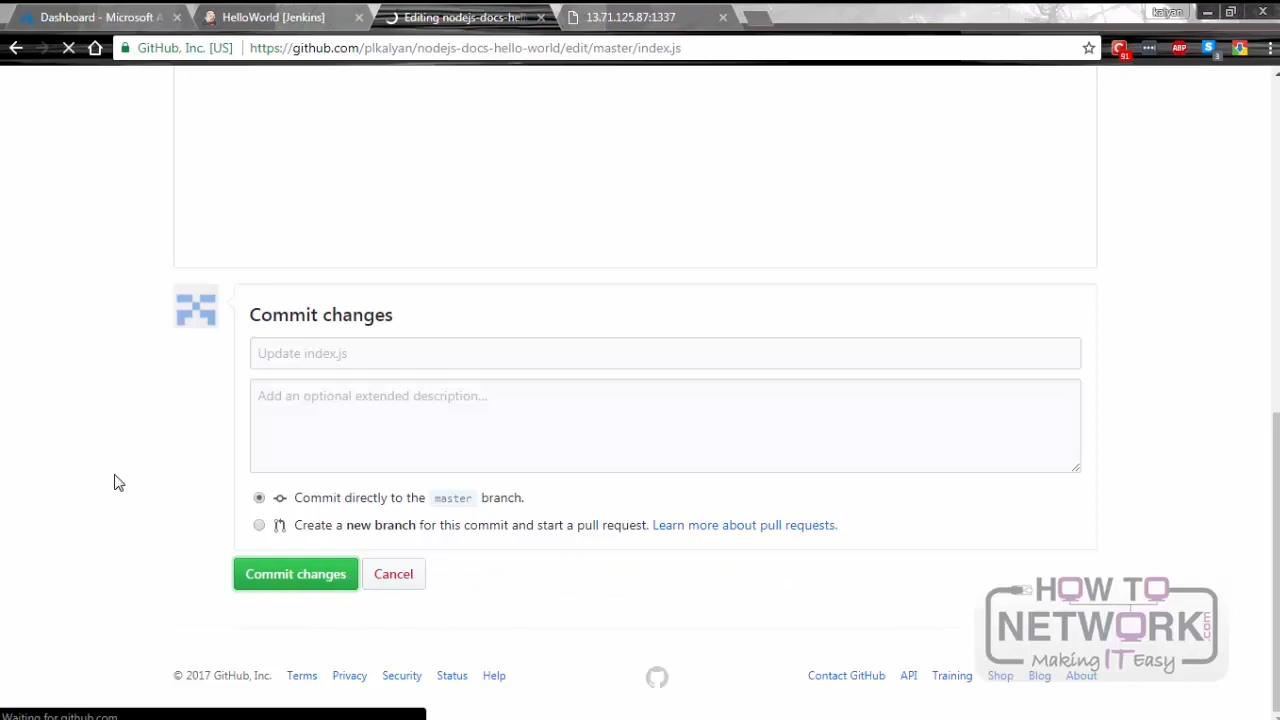 Dashboard - Microsoft A
HelloWorld [Jenkins]
Editing nodejs-docs-hell
13.71.125.87:1337
kalyan
GitHub, Inc. [US]
https://github.com/plkalyan/nodejs-docs-hello-world/edit/master/index.js
91
ABP
S
3
Commit changes
Update index.js
Add an optional extended description...
Commit directly to the master branch.
Create a new branch for this commit and start a pull request. Learn more about pull requests.
Commit changes
Cancel
HOW TO
NETWORK.com
Making IT Easy
© 2017 GitHub, Inc. Terms Privacy Security Status Help
Contact GitHub API Training Shop Blog About
Waiting for github.com